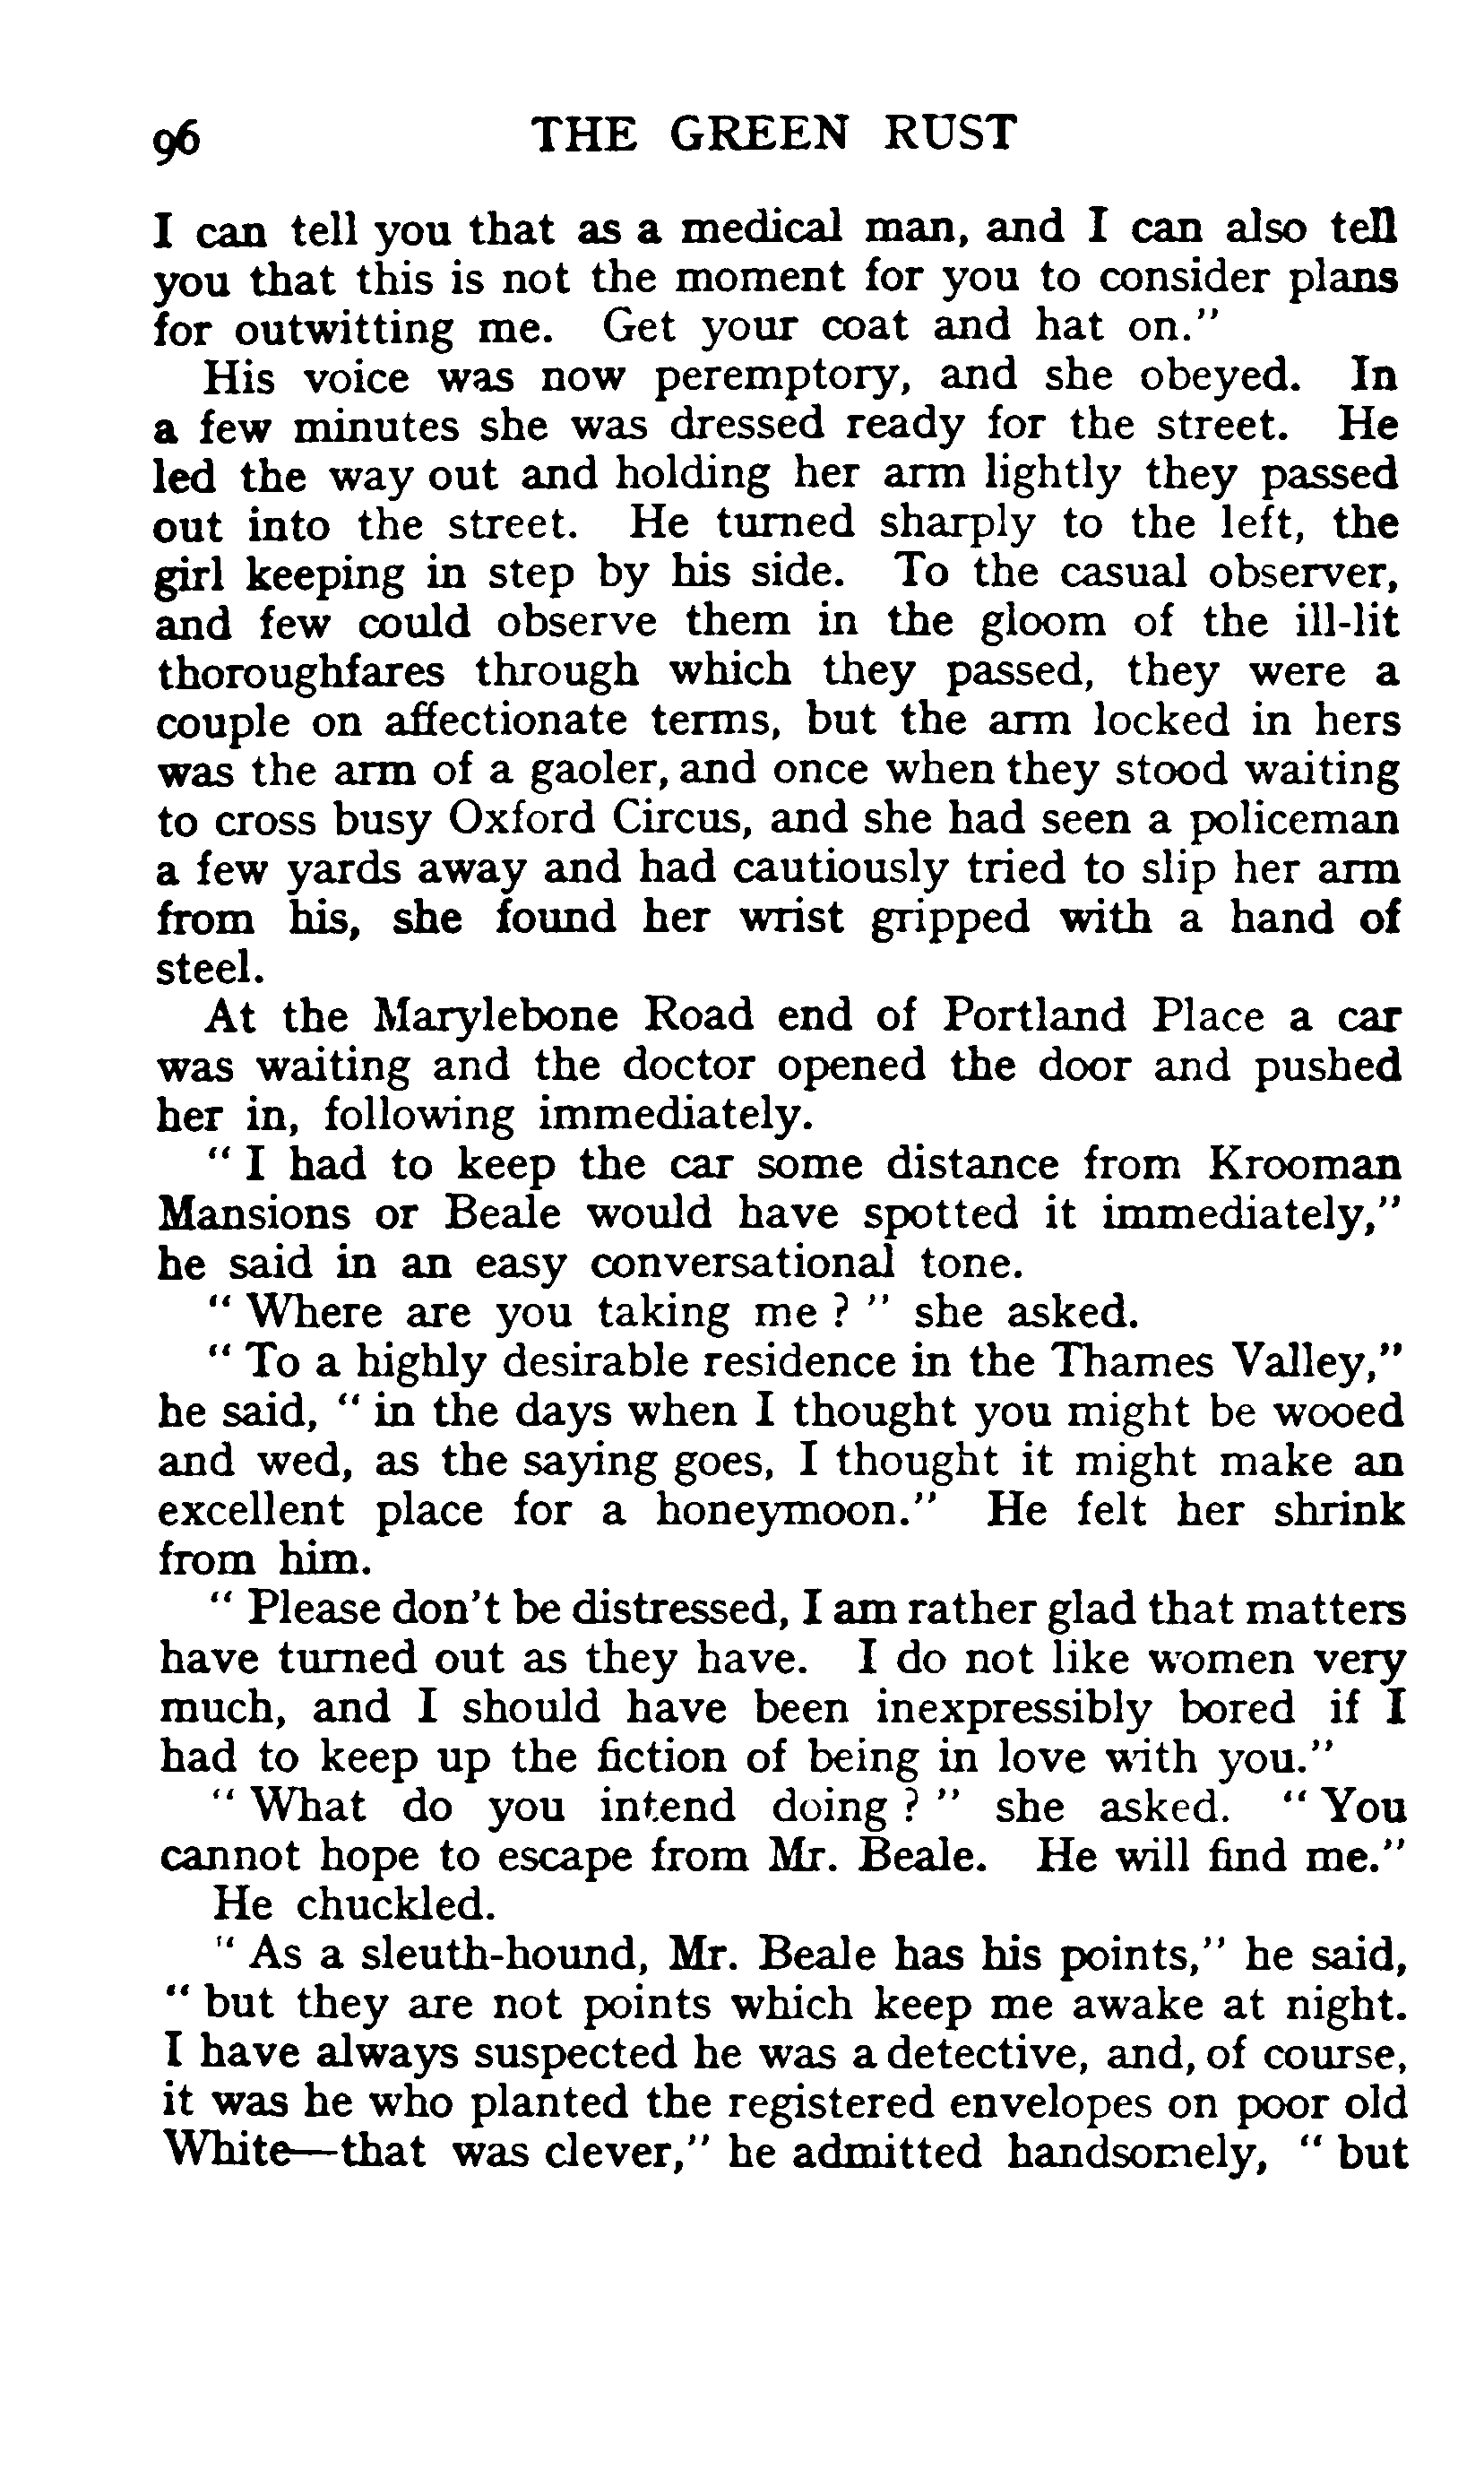 96 THE GREEN RUST
I can tell you that as a medical man, and I can also tell
you that this is not the moment for you to consider plans
for outwitting me. Get your coat and hat on."
His voice was now peremptory, and she obeyed. In
a few minutes she was dressed ready for the street. He
led the way out and holding her arm lightly they passed
out into the street. He turned sharply to the left, the
girl keeping in step by his side. To the casual observer,
and few could observe them in the gloom of the ill-lit
thoroughfares through which they passed, they were a
couple on affectionate terms, but the arm locked in hers
was the arm of a gaoler, and once when they stood waiting
to cross busy Oxford Circus, and she had seen a policeman
a few yards away and had cautiously tried to slip her arm
from his, she found her wrist gripped with a hand of
steel.
At the Marylebone Road end of Portland Place a car
was waiting and the doctor opened the door and pushed
her in, following immediately.
" I had to keep the car some distance from Krooman
Mansions or Beale would have spotted it immediately,"
he said in an easy conversational tone.
" Where are you taking me ? " she asked.
" To a highly desirable residence in the Thames Valley,"
he said, " in the days when I thought you might be wooed
and wed, as the saying goes, I thought it might make an
excellent place for a honeymoon." He felt her shrink
from him.
" Please don't be distressed, I am rather glad that matters
have turned out as they have. I do not like women very
much, and I should have been inexpressibly bored if I
had to keep up the fiction of being in love with you."
" What do you intend doing ? " she asked. " You
cannot hope to escape from Mr. Beale. He will find me."
He chuckled.
" As a sleuth-hound, Mr. Beale has his points," he said,
" but they are not points which keep me awake at night.
I have always suspected he was a detective, and, of course,
it was he who planted the registered envelopes on poor old
White—that was clever," he admitted handsomely, " but